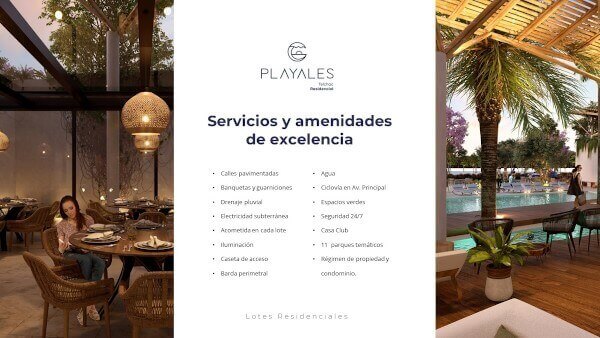 PLAYALES
Telchac
Residencial
Servicios y amenidades
de excelencia
• Calles pavimentadas
• Banquetas y guarniciones
• Drenaje pluvial
• Electricidad subterránea
• Acometida en cada lote
• Iluminación
• Caseta de acceso
• Barda perimetral
• Agua
• Ciclovía en Av. Principal
• Espacios verdes
• Seguridad 24/7
• Casa Club
• 11 parques temáticos
• Régimen de propiedad y
condominio.
Lotes Residenciales